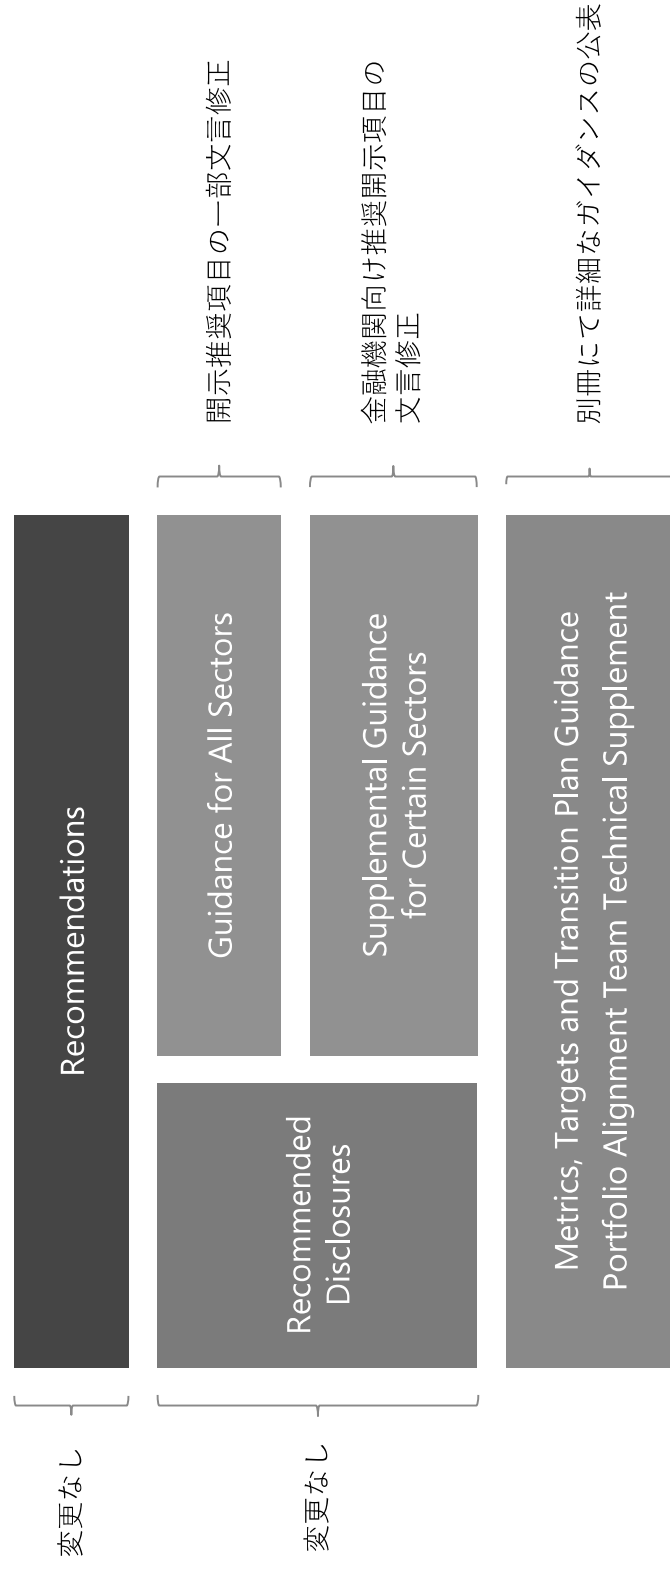 変更なし
Recommendations
変更なし
Recommended
Disclosures
Guidance for All Sectors
開示推奨項目の一部文言修正
Supplemental Guidance
for Certain Sectors
金融機関向け推奨開示項目の
文言修正
Metrics, Targets and Transition Plan Guidance
Portfolio Alignment Team Technical Supplement
別冊にて詳細なガイダンスの公表